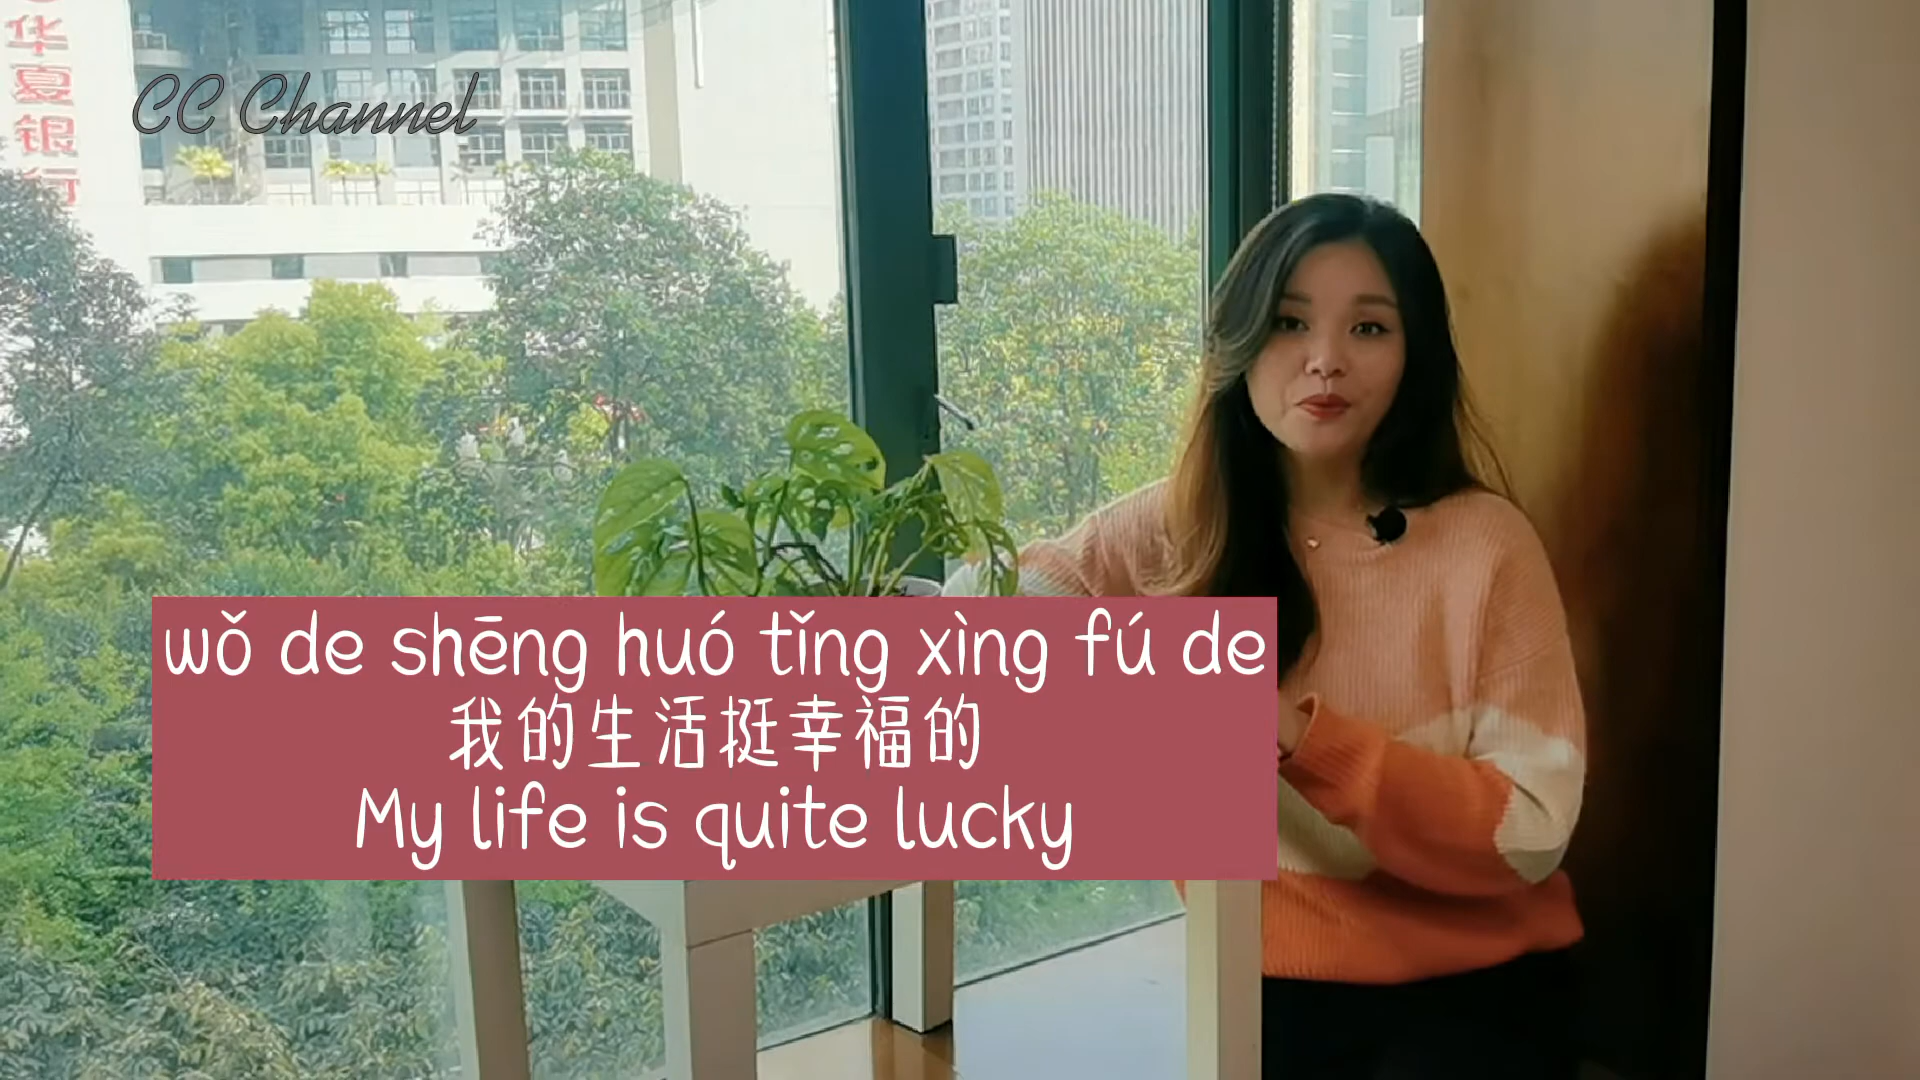 华夏银行
CC Channel
wǒ de shēng huó tǐng xìng fú de
我的生活挺幸福的
My life is quite lucky